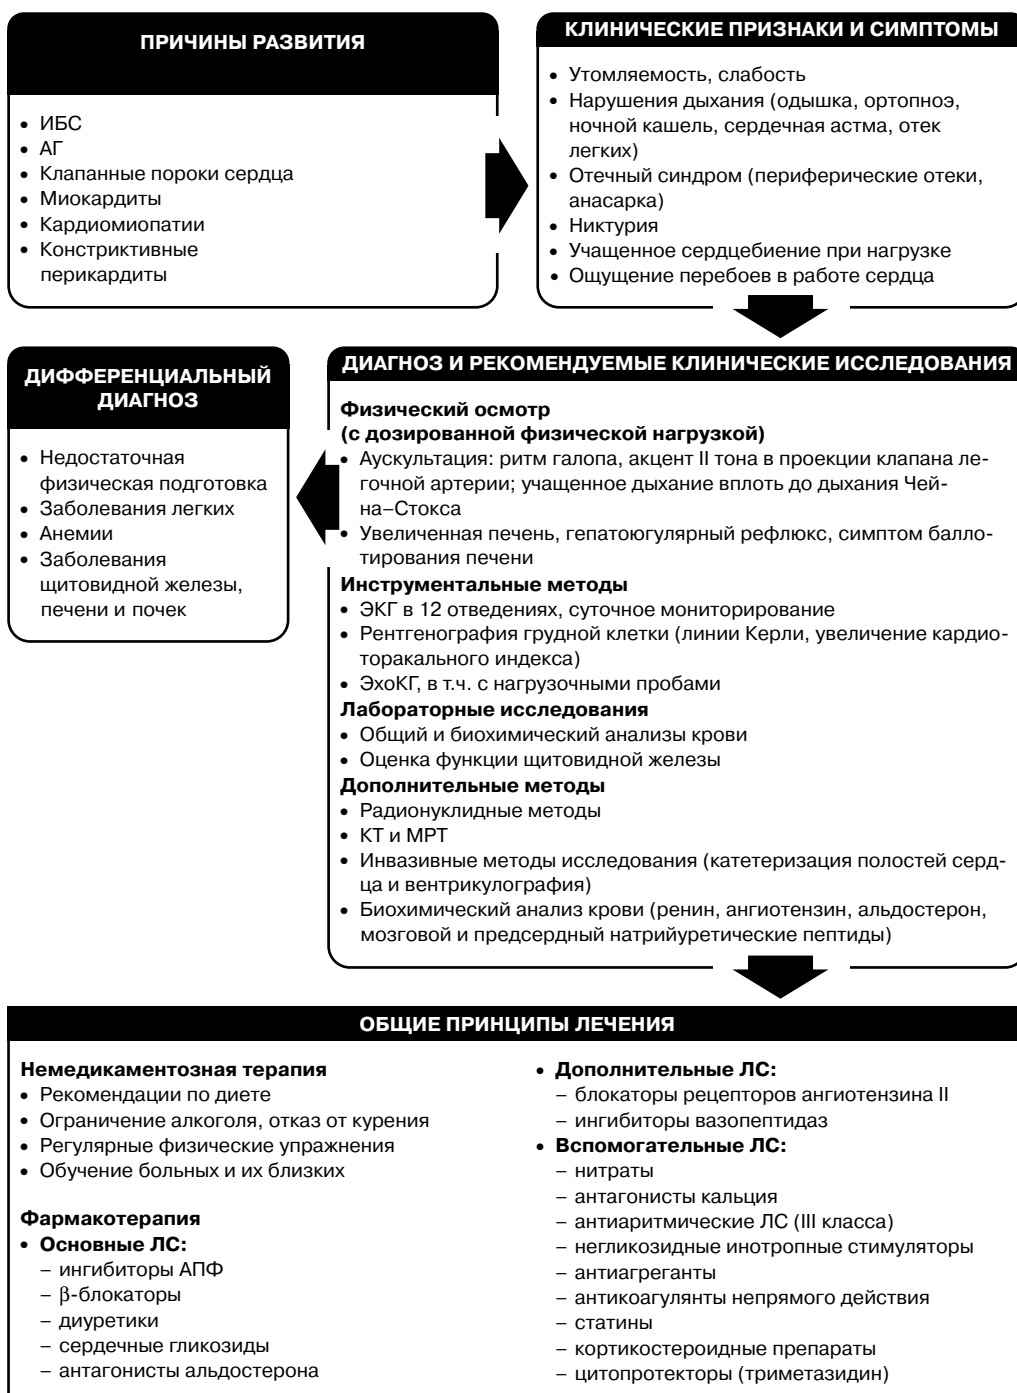 ПРИЧИНЫ РАЗВИТИЯ
• ИБС
• АГ
• Клапанные пороки сердца
• Миокардиты
• Кардиомиопатии
• Констриктивные
перикардиты
КЛИНИЧЕСКИЕ ПРИЗНАКИ И СИМПТОМЫ
• Утомляемость, слабость
• Нарушения дыхания (одышка, ортопноэ,
ночной кашель, сердечная астма, отек
легких)
• Отечный синдром (периферические отеки,
анасарка)
• Никтурия
• Учащенное сердцебиение при нагрузке
• Ощущение перебоев в работе сердца
ДИФФЕРЕНЦИАЛЬНЫЙ
ДИАГНОЗ
• Недостаточная
физическая подготовка
• Заболевания легких
• Анемии
• Заболевания
щитовидной железы,
печени и почек
ДИАГНОЗ И РЕКОМЕНДУЕМЫЕ КЛИНИЧЕСКИЕ ИССЛЕДОВАНИЯ
Физический осмотр
(с дозированной физической нагрузкой)
• Аускультация: ритм галопа, акцент II тона в проекции клапана ле-
гочной артерии; учащенное дыхание вплоть до дыхания Чей-
на–Стокса
• Увеличенная печень, гепатоюгулярный рефлюкс, симптом балло-
тирования печени
Инструментальные методы
• ЭКГ в 12 отведениях, суточное мониторирование
• Рентгенография грудной клетки (линии Керли, увеличение кардио-
торакального индекса)
• ЭхоКГ, в т.ч. с нагрузочными пробами
Лабораторные исследования
• Общий и биохимический анализы крови
• Оценка функции щитовидной железы
Дополнительные методы
• Радионуклидные методы
• КТ и МРТ
• Инвазивные методы исследования (катетеризация полостей серд-
ца и вентрикулография)
• Биохимический анализ крови (ренин, ангиотензин, альдостерон,
мозговой и предсердный натрийуретические пептиды)
ОБЩИЕ ПРИНЦИПЫ ЛЕЧЕНИЯ
Немедикаментозная терапия
• Рекомендации по диете
• Ограничение алкоголя, отказ от курения
• Регулярные физические упражнения
• Обучение больных и их близких
Фармакотерапия
• Основные ЛС:
– ингибиторы АПФ
– β-блокаторы
– диуретики
– сердечные гликозиды
– антагонисты альдостерона
• Дополнительные ЛС:
– блокаторы рецепторов ангиотензина II
– ингибиторы вазопептидаз
• Вспомогательные ЛС:
– нитраты
– антагонисты кальция
– антиаритмические ЛС (III класса)
– негликозидные инотропные стимуляторы
– антиагреганты
– антикоагулянты непрямого действия
– статины
– кортикостероидные препараты
– цитопротекторы (триметазидин)